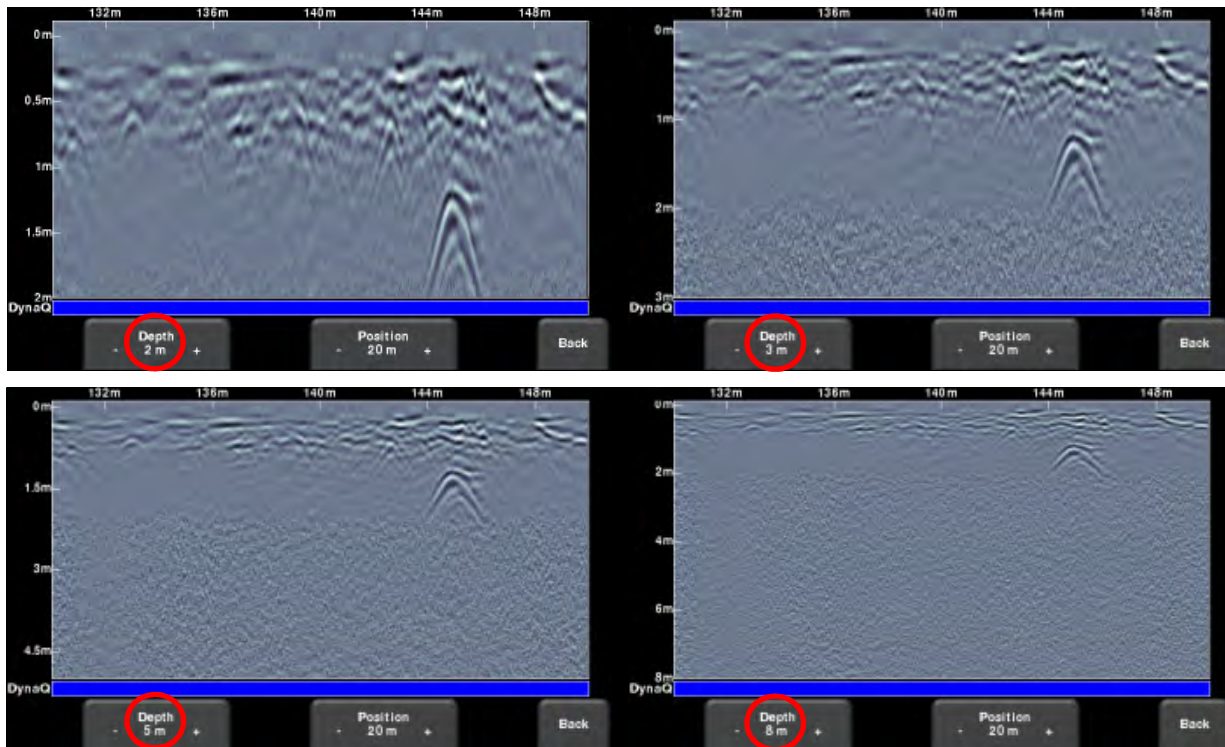 132m 136m 140m 144m 148m
0m
0.5m
1m
1.5m
2m
DynaQ
Depth
- 2 m +
Position
- 20 m +
Back
132m 136m 140m 144m 148m
0m
1m
2m
3m
DynaQ
Depth
- 3 m +
Position
- 20 m +
Back
132m 136m 140m 144m 148m
0m
1.5m
3m
4.5m
DynaQ
Depth
- 5 m +
Position
- 20 m +
Back
132m 136m 140m 144m 148m
0m
2m
4m
6m
8m
DynaQ
Depth
- 8 m +
Position
- 20 m +
Back